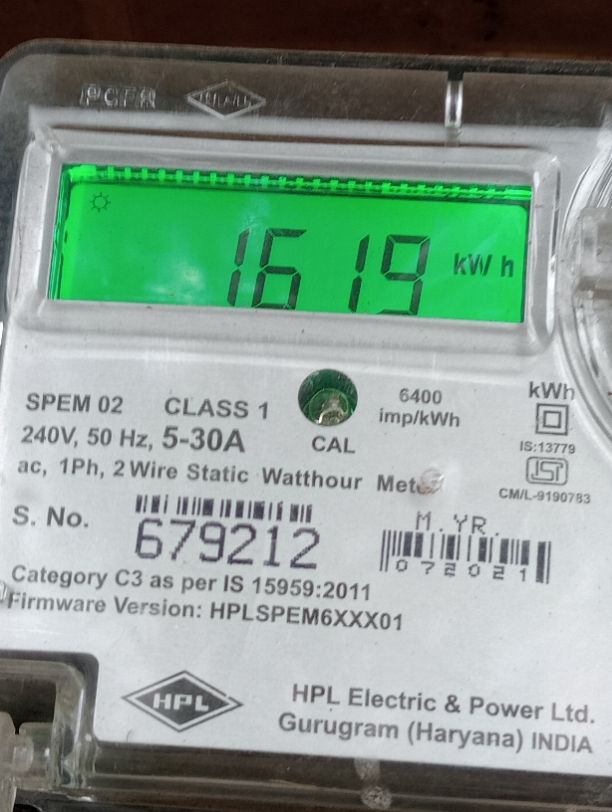 1619 kWh
SPEM 02 CLASS 1
240V, 50 Hz, 5-30A
ac, 1Ph, 2 Wire Static Watthour
CAL
6400
imp/kWh
kWh
IS:13779
ISI
CM/L-9190783
S. No. 679212
M.YR.
072021
Category C3 as per IS 15959:2011
Firmware Version: HPLSPEM6XXX01
HPL
HPL Electric & Power Ltd.
Gurugram (Haryana) INDIA